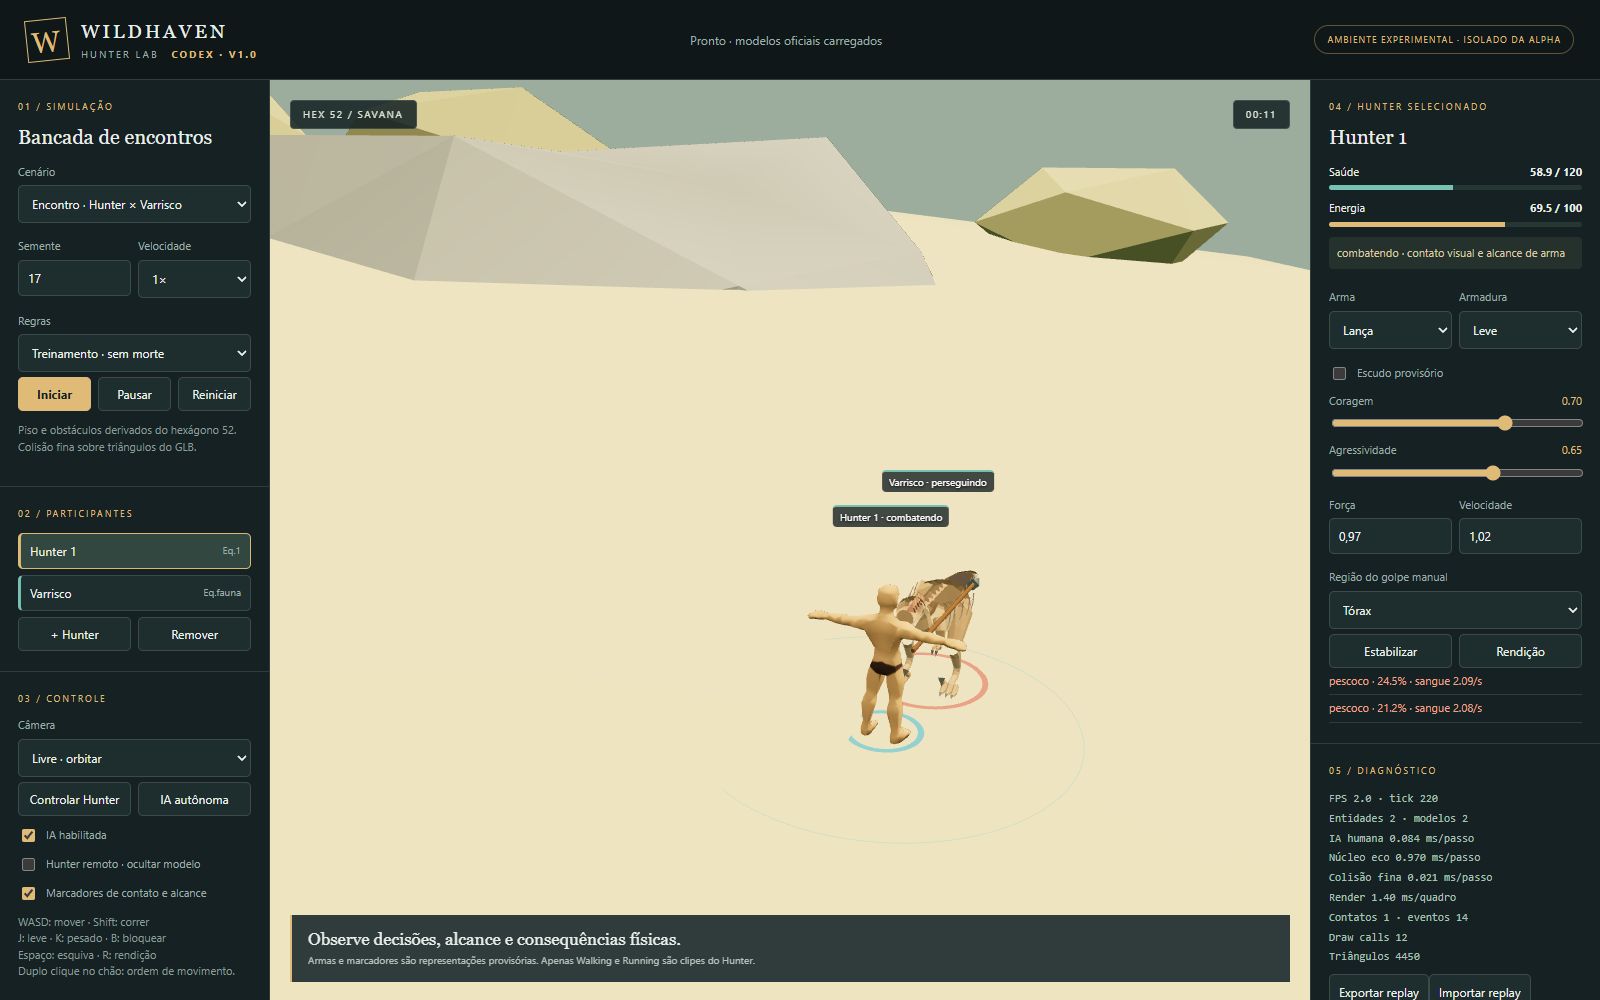 W WILDHAVEN
HUNTER LAB CODEX · V1.0
Pronto · modelos oficiais carregados
AMBIENTE EXPERIMENTAL · ISOLADO DA ALPHA
01 / SIMULAÇÃO
Bancada de encontros
Cenário
Encontro · Hunter × Varrisco
Semente Velocidade
17 1×
Regras
Treinamento · sem morte
Iniciar Pausar Reiniciar
Piso e obstáculos derivados do hexágono 52.
Colisão fina sobre triângulos do GLB.
02 / PARTICIPANTES
Hunter 1 Eq.1
Varrisco Eq.fauna
+ Hunter Remover
03 / CONTROLE
Câmera
Livre · orbitar
Controlar Hunter IA autônoma
IA habilitada
Hunter remoto · ocultar modelo
Marcadores de contato e alcance
WASD: mover · Shift: correr
J: leve · K: pesado · B: bloquear
Espaço: esquiva · R: rendição
Duplo clique no chão: ordem de movimento.
HEX 52 / SAVANA
00:11
Varrisco · perseguindo
Hunter 1 · combatendo
Observe decisões, alcance e consequências físicas.
Armas e marcadores são representações provisórias. Apenas Walking e Running são clipes do Hunter.
04 / HUNTER SELECIONADO
Hunter 1
Saúde 58.9 / 120
Energia 69.5 / 100
combatendo · contato visual e alcance de arma
Arma Armadura
Lança Leve
Escudo provisório
Coragem 0.70
Agressividade 0.65
Força Velocidade
0,97 1,02
Região do golpe manual
Tórax
Estabilizar Rendição
pescoco · 24.5% · sangue 2.09/s
pescoco · 21.2% · sangue 2.08/s
05 / DIAGNÓSTICO
FPS 2.0 · tick 220
Entidades 2 · modelos 2
IA humana 0.084 ms/passo
Núcleo eco 0.970 ms/passo
Colisão fina 0.021 ms/passo
Render 1.40 ms/quadro
Contatos 1 · eventos 14
Draw calls 12
Triângulos 4450
Exportar replay Importar replay